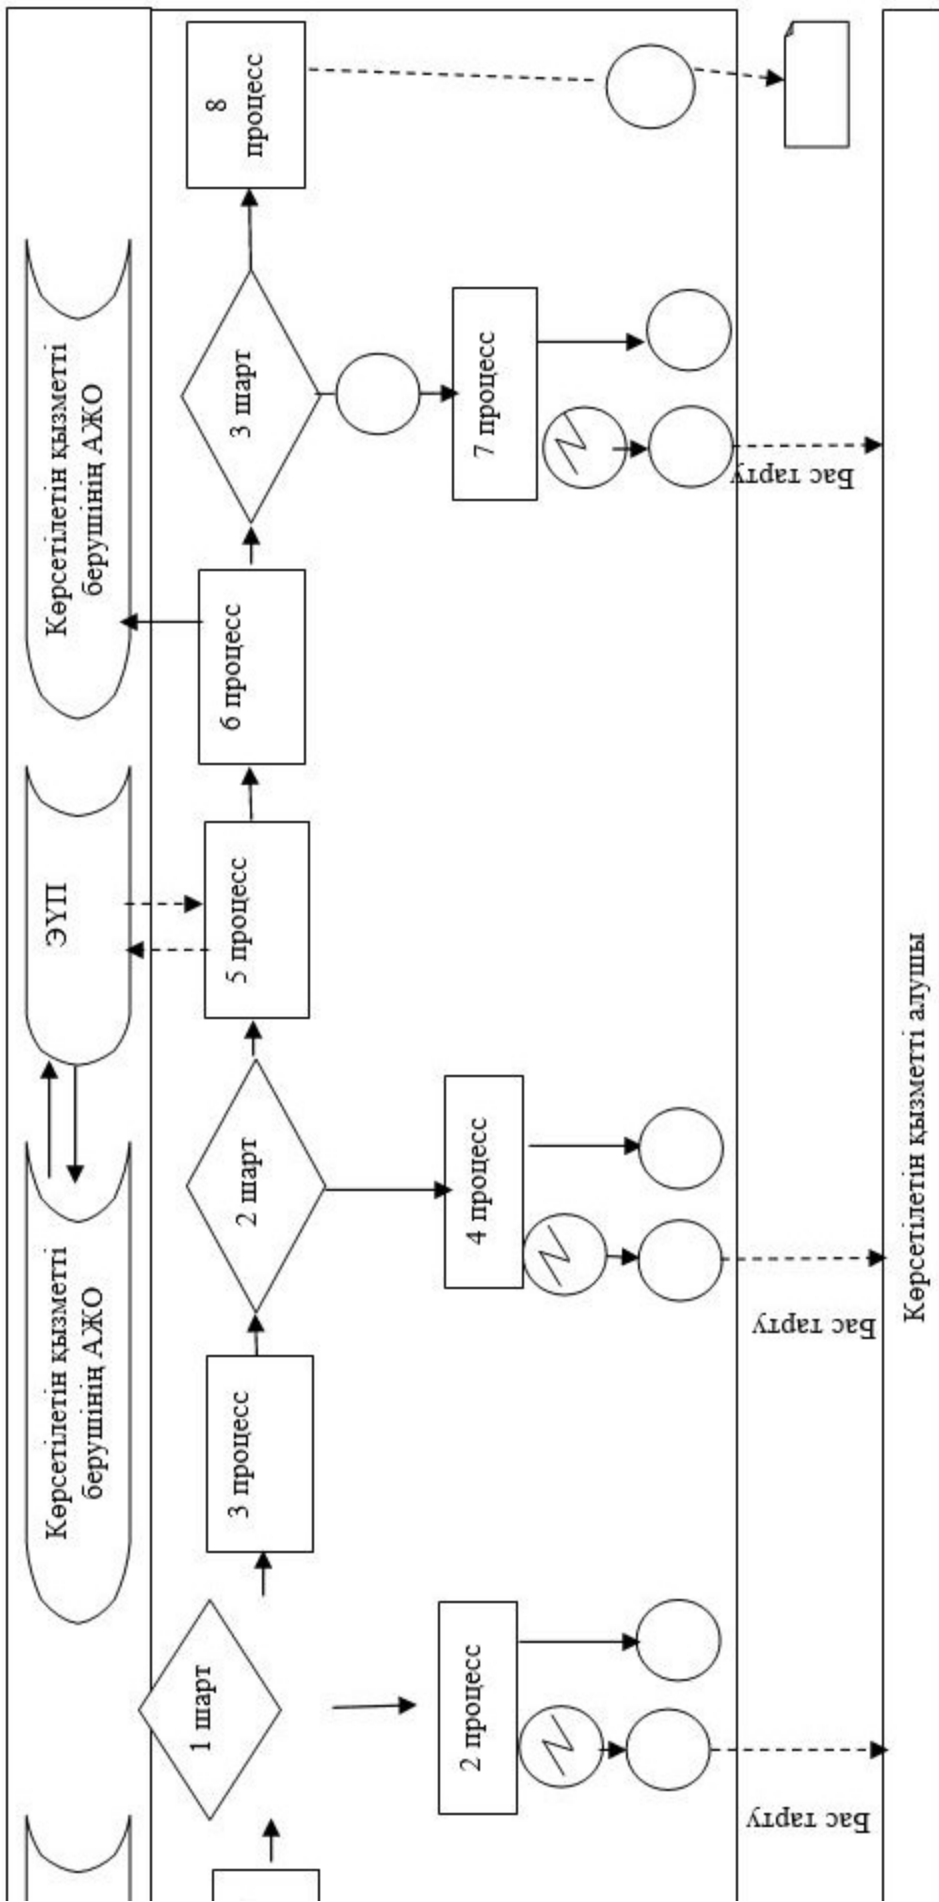 Көрсетілетін қызметті
берушінің АЖО
ЭҮП
Көрсетілетін қызметті
берушінің АЖО
1 шарт
3 процесс
2 шарт
5 процесс
6 процесс
3 шарт
8
процесс
2 процесс
4 процесс
7 процесс
Бас тарту
Бас тарту
Бас тарту
Көрсетілетін қызметті алушы